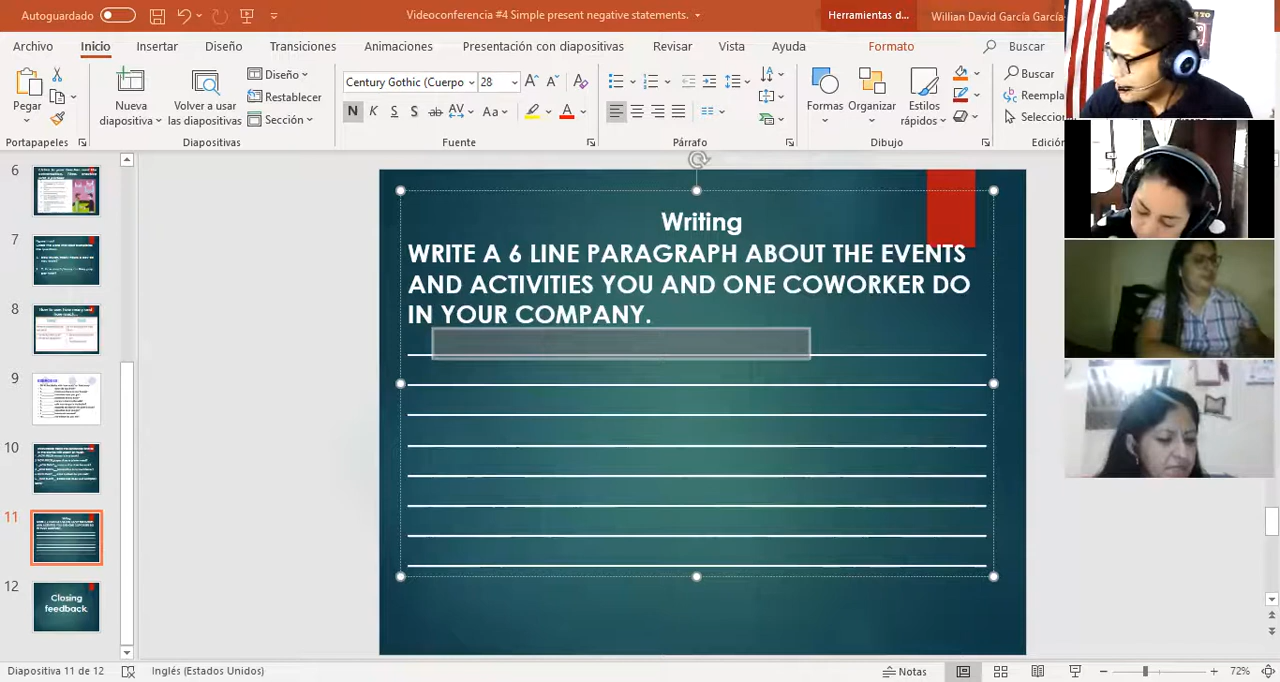 Autoguardado
Videoconferencia #4 Simple present negative statements.
Herramientas d...
Willian David García García
Archivo
Inicio
Insertar
Diseño
Transiciones
Animaciones
Presentación con diapositivas
Revisar
Vista
Ayuda
Formato
Buscar
Pegar
Nueva
diapositiva
Volver a usar
las diapositivas
Diseño
Restablecer
Sección
Century Gothic (Cuerpo
28
N K S S ab AV Aa A
Formas
Organizar
Estilos
rápidos
Buscar
Reempla
Seleccion
Portapapeles
Diapositivas
Fuente
Párrafo
Dibujo
Edición
6
7
8
9
10
11
12
Closing
feedback.
Writing
WRITE A 6 LINE PARAGRAPH ABOUT THE EVENTS
AND ACTIVITIES YOU AND ONE COWORKER DO
IN YOUR COMPANY.
Diapositiva 11 de 12
Inglés (Estados Unidos)
Notas
72%